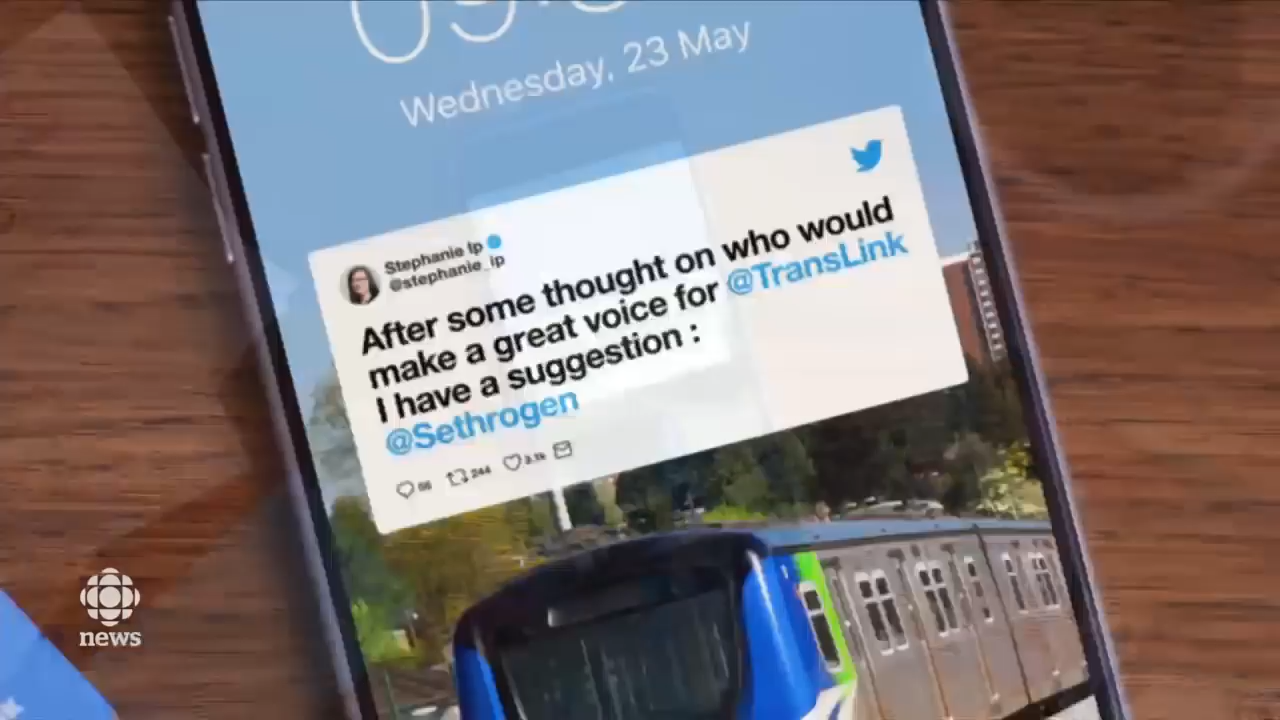 Wednesday, 23 May
Stephanie Ip
@stephanie_ip
After some thought on who would
make a great voice for @TransLink
I have a suggestion :
@Sethrogen
244
news